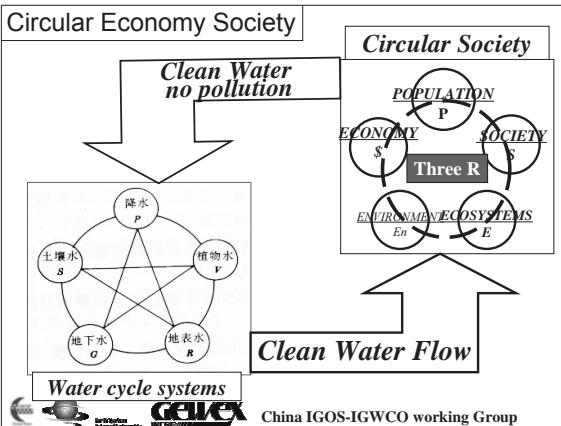 Circular Economy Society
Circular Society
Clean Water
no pollution
POPULATION
P
ECONOMY
$
SOCIETY
S
Three R
ENVIRONMENT
En
ECOSYSTEMS
E
降水
P
土壤水
S
植物水
V
地下水
G
地表水
R
Clean Water Flow
Water cycle systems
GEWEX
China IGOS-IGWCO working Group